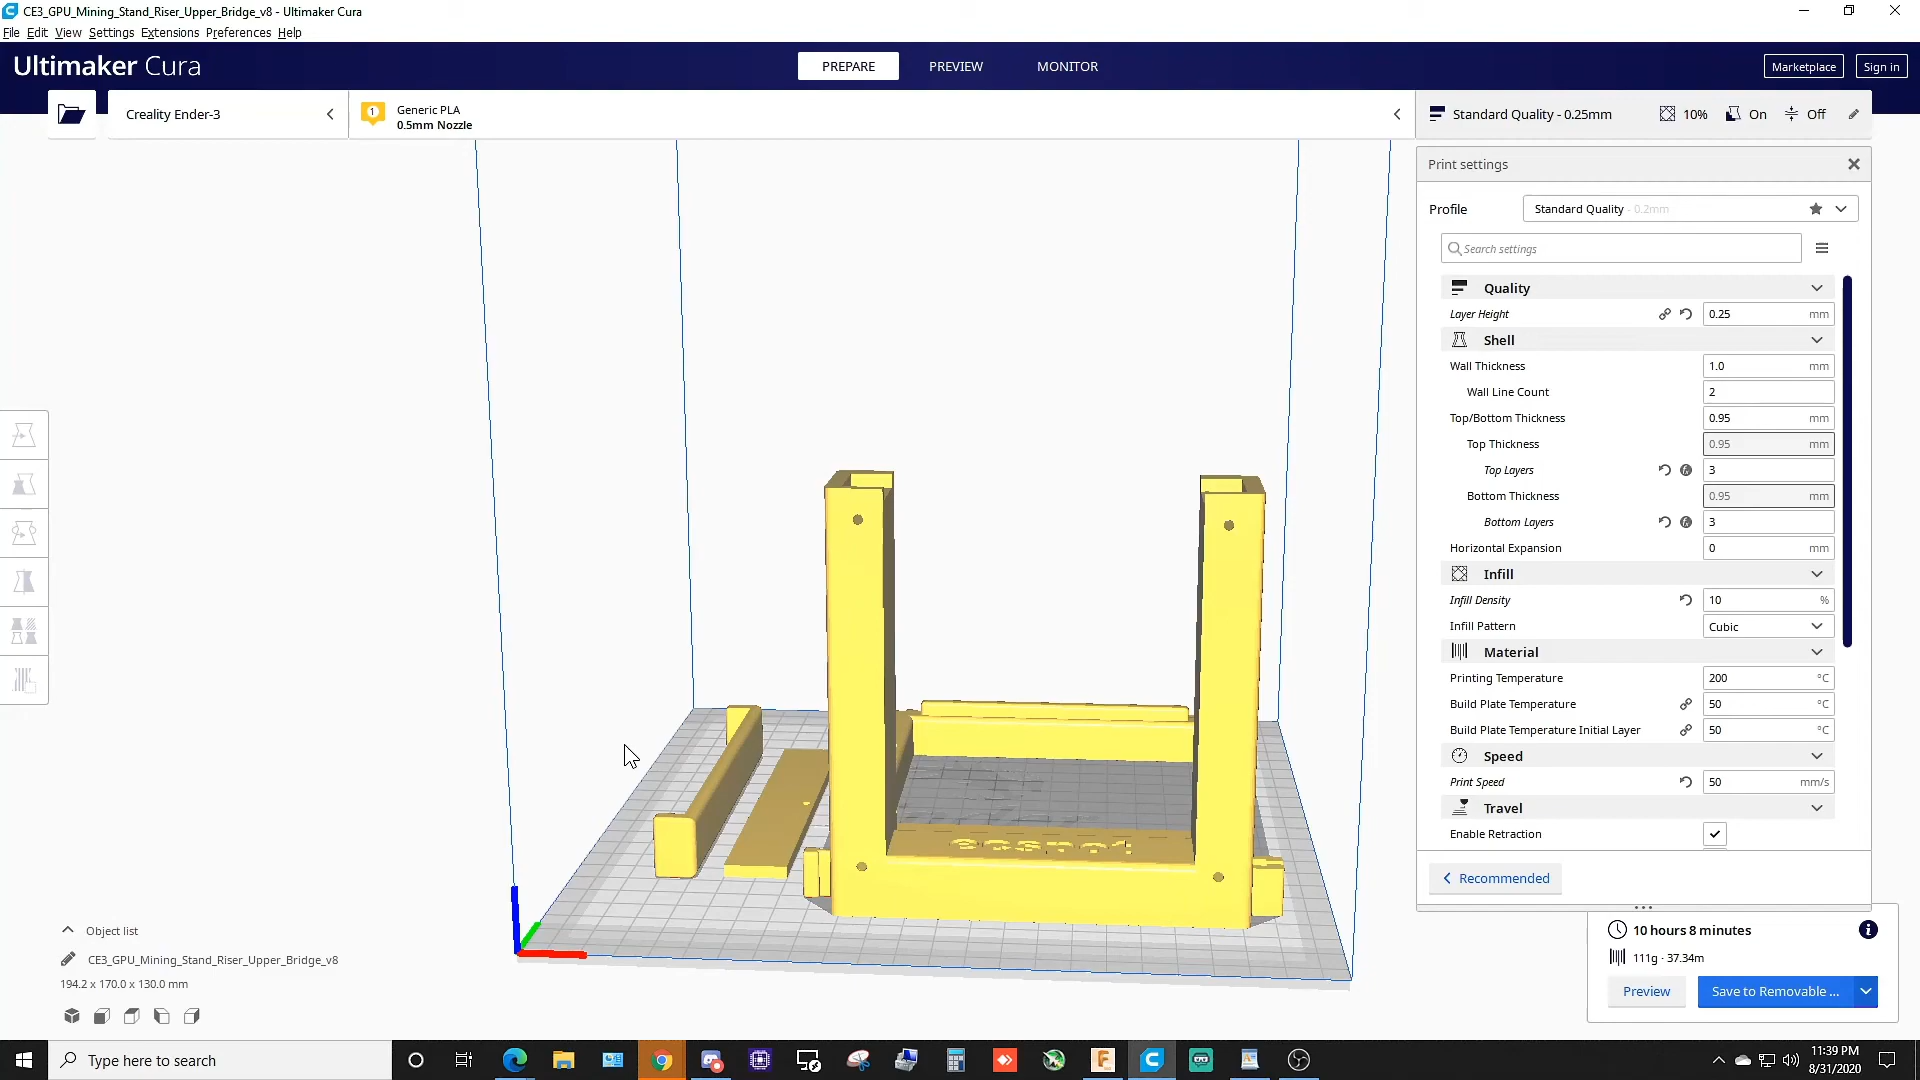 CE3_GPU_Mining_Stand_Riser_Upper_Bridge_v8 - Ultimaker Cura
File Edit View Settings Extensions Preferences Help
Ultimaker Cura
PREPARE
PREVIEW
MONITOR
Marketplace
Sign in
Creality Ender-3
1
Generic PLA
0.5mm Nozzle
Standard Quality - 0.25mm
10%
On
Off
Print settings
Profile
Standard Quality - 0.2mm
Search settings
Quality
Layer Height 0.25 mm
Shell
Wall Thickness 1.0 mm
Wall Line Count 2
Top/Bottom Thickness 0.95 mm
Top Thickness 0.95 mm
Top Layers 3
Bottom Thickness 0.95 mm
Bottom Layers 3
Horizontal Expansion 0 mm
Infill
Infill Density 10 %
Infill Pattern Cubic
Material
Printing Temperature 200 °C
Build Plate Temperature 50 °C
Build Plate Temperature Initial Layer 50 °C
Speed
Print Speed 50 mm/s
Travel
Enable Retraction
Recommended
Object list
CE3_GPU_Mining_Stand_Riser_Upper_Bridge_v8
194.2 x 170.0 x 130.0 mm
10 hours 8 minutes
111g · 37.34m
Preview
Save to Removable ...
Type here to search
11:39 PM
8/31/2020